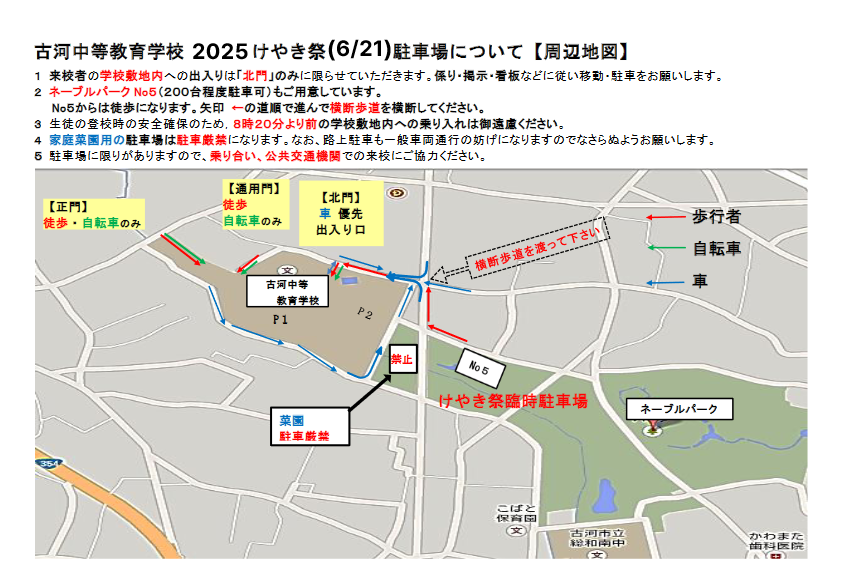 古河中等教育学校 2025けやき祭(6/21)駐車場について【周辺地図】
1 来校者の学校敷地内への出入りは「北門」のみに限らせていただきます。係り・掲示・看板などに従い移動・駐車をお願いします。
2 ネーブルパーク No5(200台程度駐車可)もご用意しています。
No5からは徒歩になります。矢印 ←の道順で進んで横断歩道を横断してください。
3 生徒の登校時の安全確保のため、8時20分より前の学校敷地内への乗り入れは御遠慮ください。
4 家庭菜園用の駐車場は駐車厳禁になります。なお、路上駐車も一般車両通行の妨げになりますのでなさらぬようお願いします。
5 駐車場に限りがありますので、乗り合い、公共交通機関での来校にご協力ください。
【正門】
徒歩・自転車のみ
【通用門】
徒歩
自転車のみ
【北門】
車 優先
出入り口
横断歩道を渡って下さい
歩行者
自転車
車
文
古河中等
教育学校
P1
P2
禁止
No5
けやき祭臨時駐車場
ネーブルパーク
菜園
駐車厳禁
354
こばと
保育園
文
古河市立
総和南中
文
かわまた
歯科医院